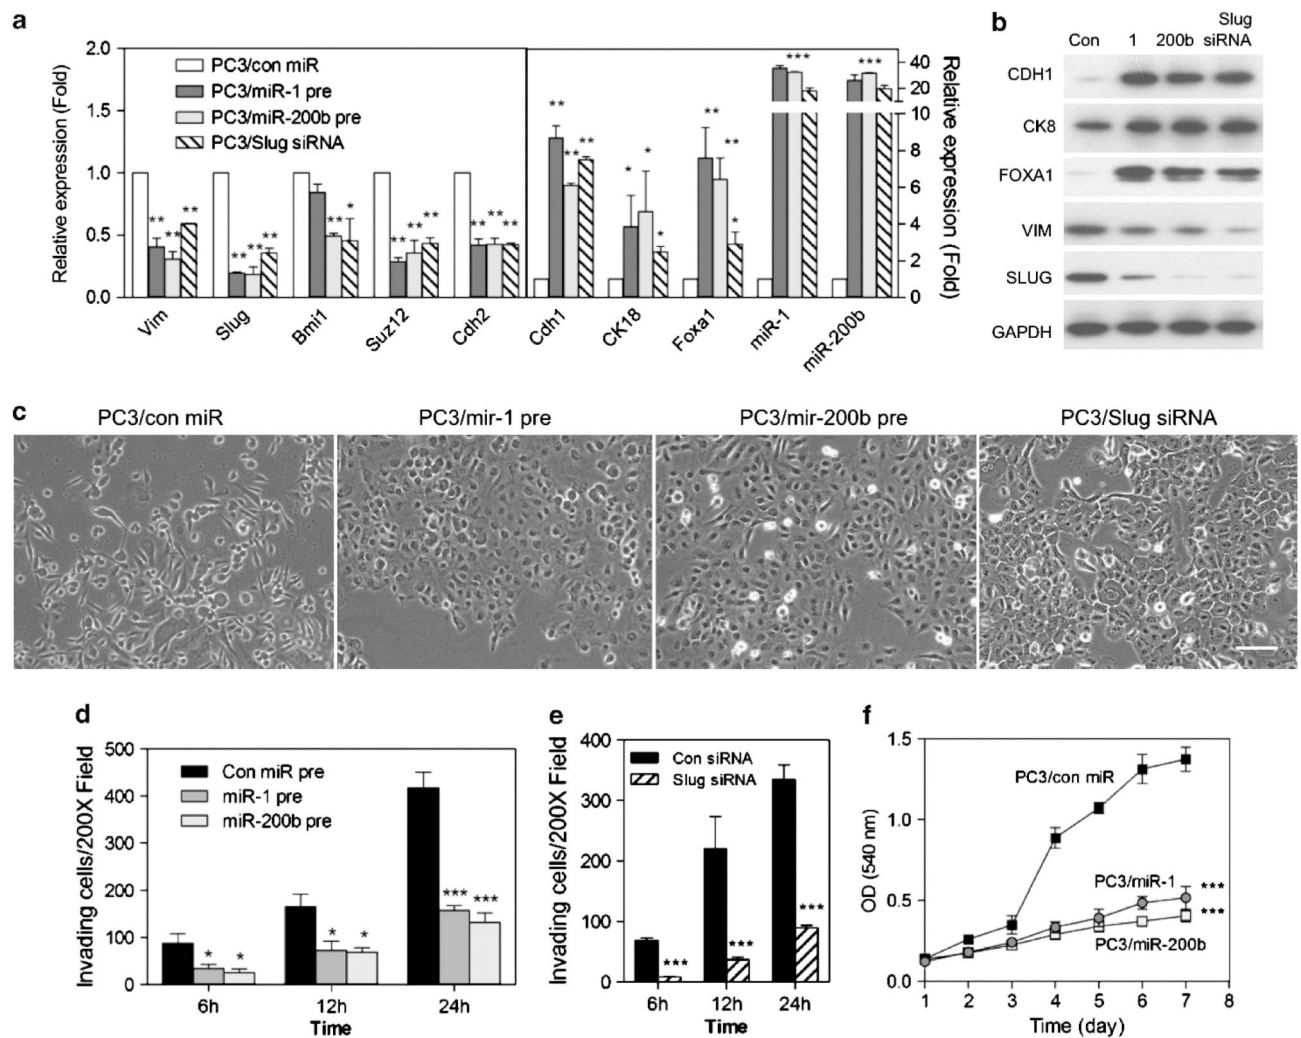 a
2.0
1.5
1.0
0.5
0.0
Relative expression (Fold)
PC3/con miR
PC3/miR-1 pre
PC3/miR-200b pre
PC3/Slug siRNA
** ** **
** ** **
** *
** ** **
** ** **
** ** **
* * *
** ** *
***
***
40
20
10
8
6
4
2
0
Relative expression (Fold)
Vim Slug Bmi1 Suz12 Cdh2 Cdh1 CK18 Foxa1 miR-1 miR-200b
b
Slug
Con 1 200b siRNA
CDH1
CK8
FOXA1
VIM
SLUG
GAPDH
c
PC3/con miR PC3/mir-1 pre PC3/mir-200b pre PC3/Slug siRNA
d
Invading cells/200X Field
500
400
300
200
100
0
Con miR pre
miR-1 pre
miR-200b pre
* *
* *
*** ***
6h 12h 24h
Time
e
Invading cells/200X Field
400
300
200
100
0
Con siRNA
Slug siRNA
***
***
***
6h 12h 24h
Time
f
OD (540 nm)
1.5
1.0
0.5
0.0
PC3/con miR
PC3/miR-1 ***
***
PC3/miR-200b
1 2 3 4 5 6 7 8
Time (day)